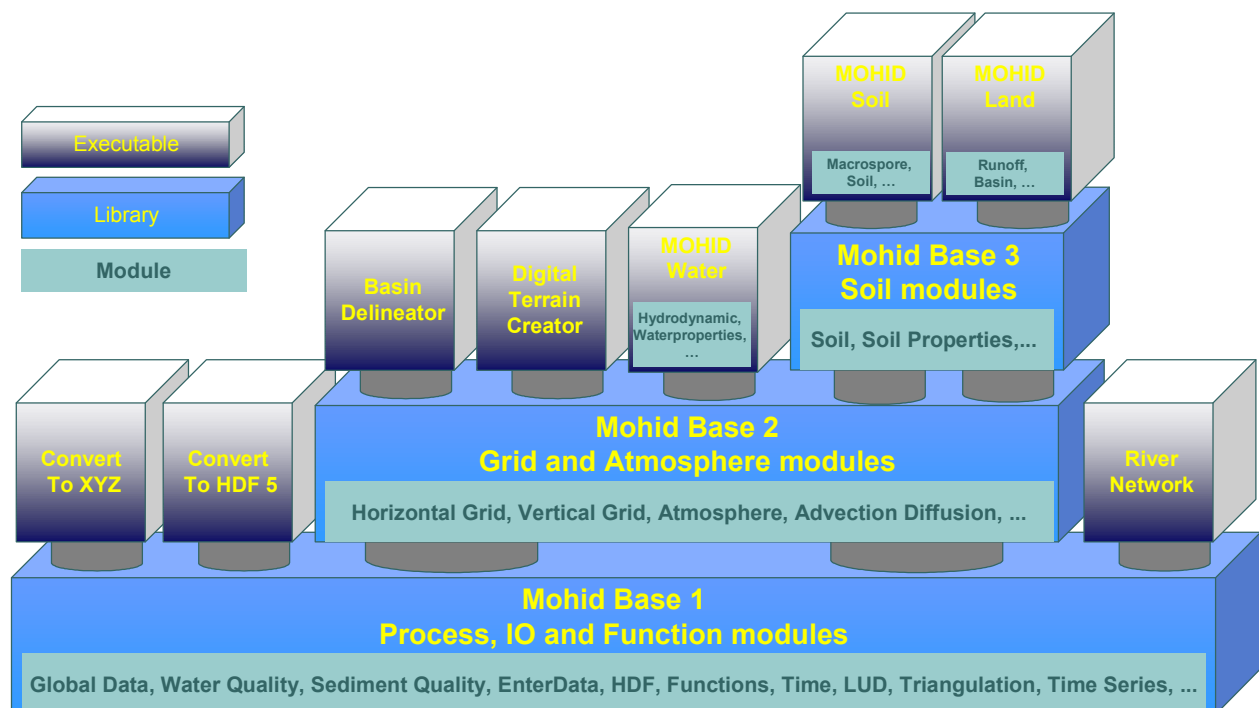 Executable
Library
Module
MOHID
Soil
Macrospore,
Soil, ...
MOHID
Land
Runoff,
Basin, ...
Basin
Delineator
Digital
Terrain
Creator
MOHID
Water
Hydrodynamic,
Waterproperties,
...
Mohid Base 3
Soil modules
Soil, Soil Properties,...
Convert
To XYZ
Convert
To HDF 5
Mohid Base 2
Grid and Atmosphere modules
Horizontal Grid, Vertical Grid, Atmosphere, Advection Diffusion, ...
River
Network
Mohid Base 1
Process, IO and Function modules
Global Data, Water Quality, Sediment Quality, EnterData, HDF, Functions, Time, LUD, Triangulation, Time Series, ...